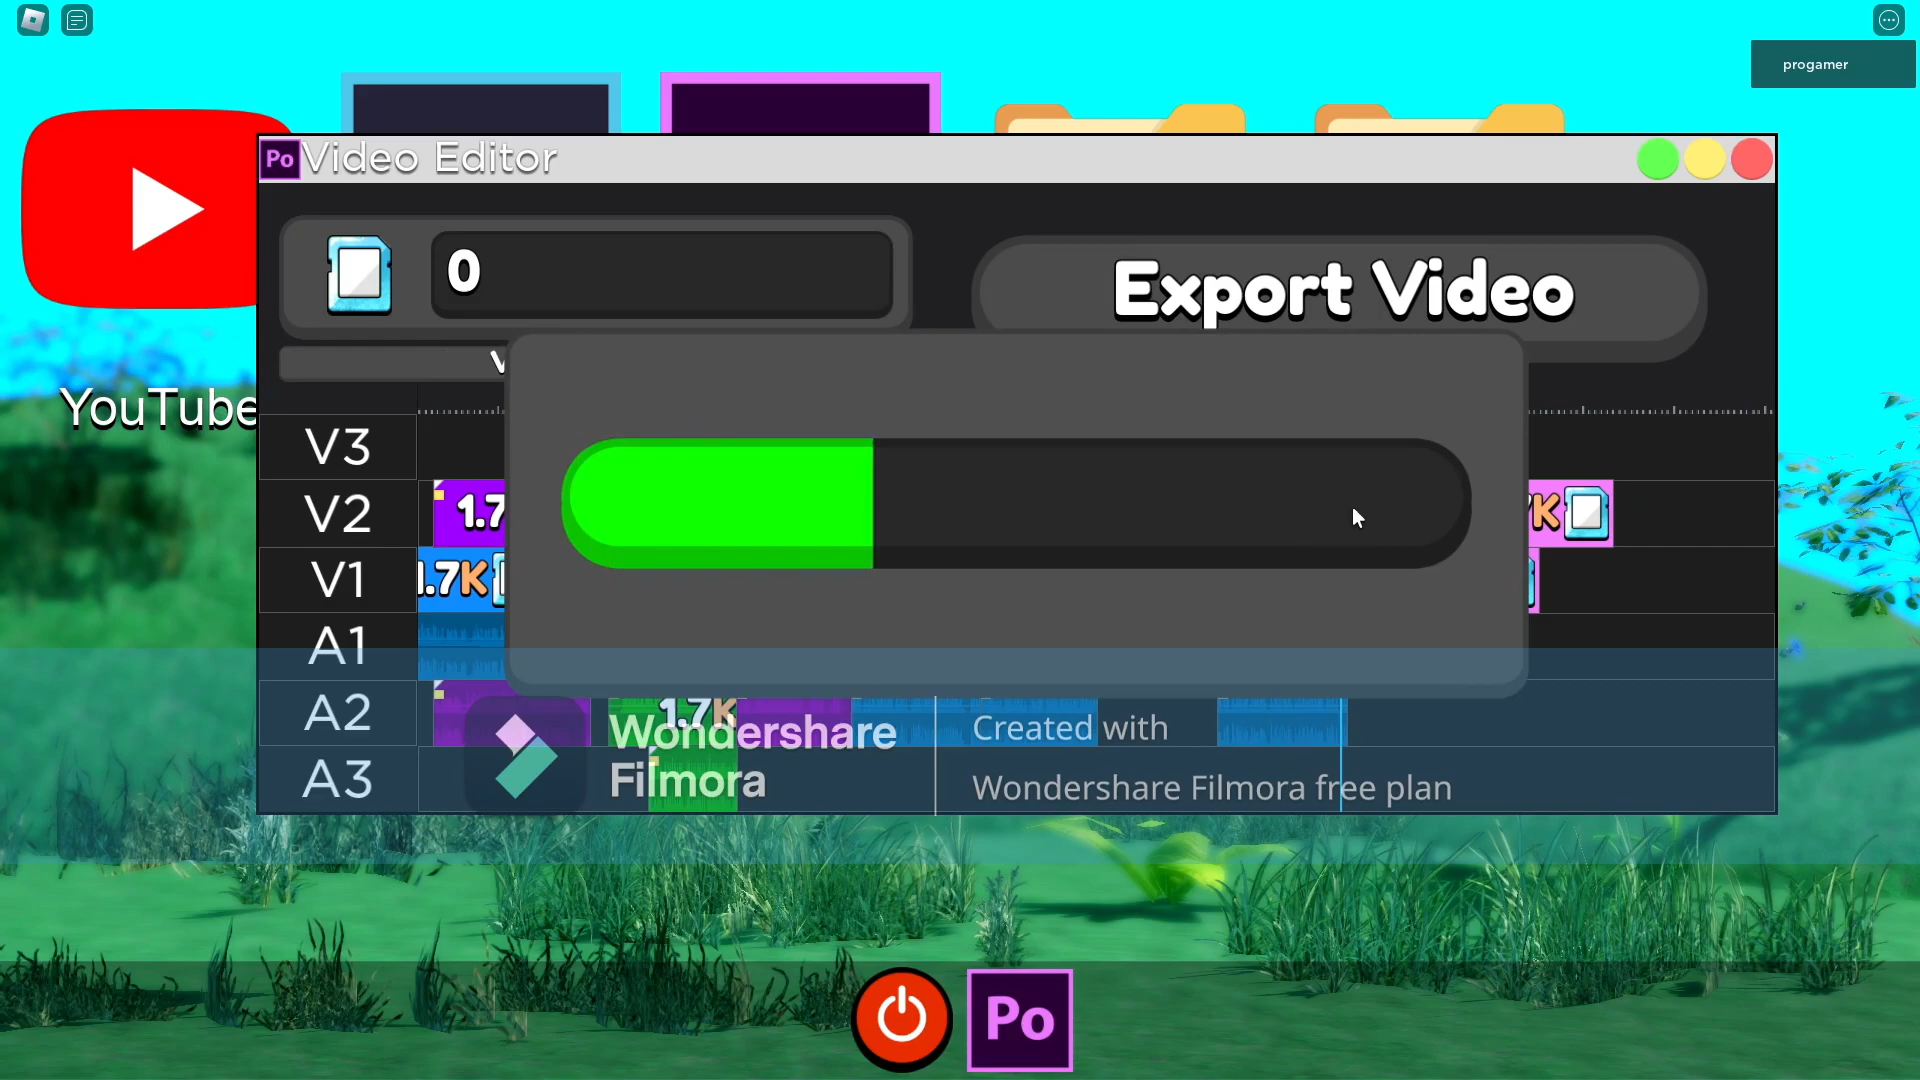 progamer
Po Video Editor
0
Export Video
YouTube
V3
V2
1.7
K
V1
1.7K
A1
A2
1.7K
A3
Wondershare
Filmora
Created with
Wondershare Filmora free plan
Po